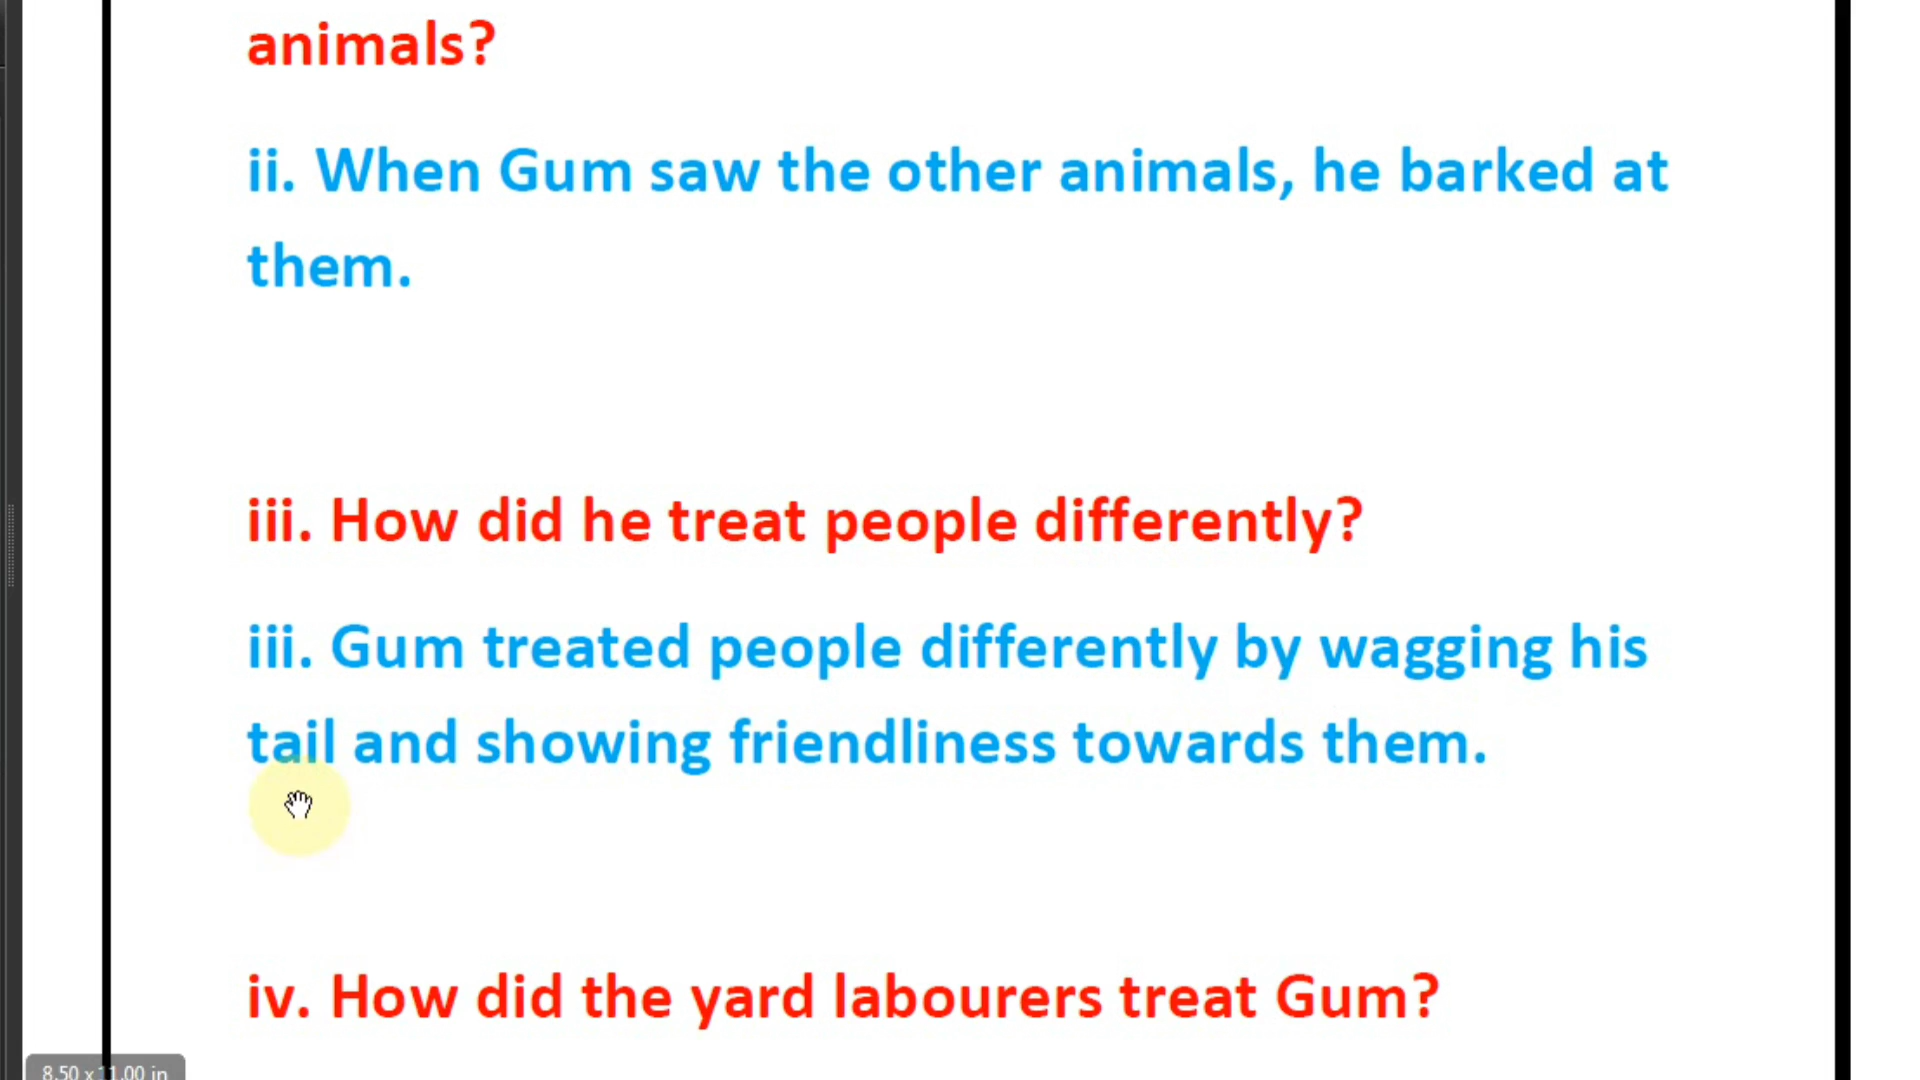 animals?
ii. When Gum saw the other animals, he barked at
them.
iii. How did he treat people differently?
iii. Gum treated people differently by wagging his
tail and showing friendliness towards them.
iv. How did the yard labourers treat Gum?
8.50 x 11.00 in